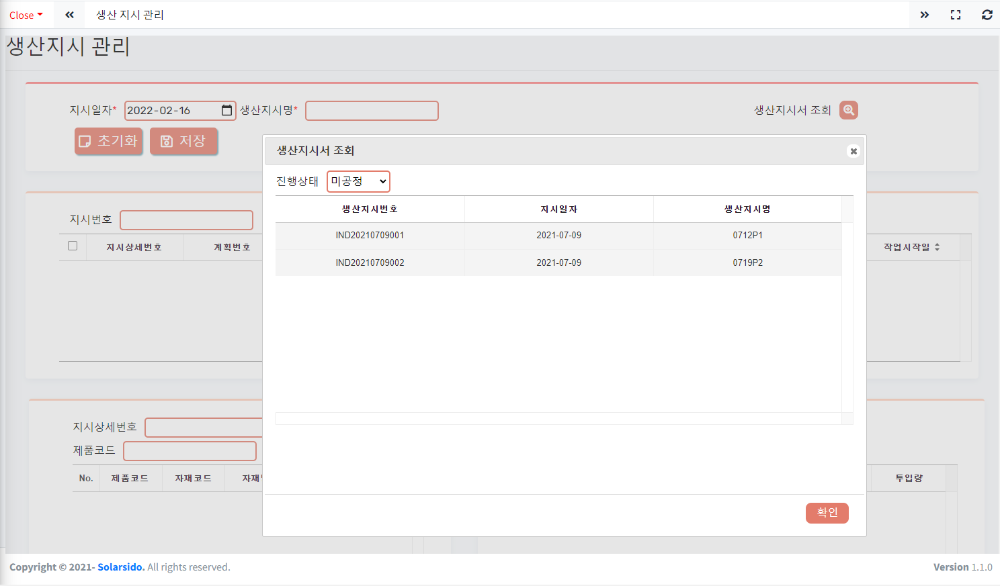 Close
생산 지시 관리
생산지시 관리
지시일자* 2022-02-16 생산지시명* 생산지시서 조회
초기화 저장
생산지시서 조회
진행상태 미공정
생산지시번호 지시일자 생산지시명
IND20210709001 2021-07-09 0712P1
IND20210709002 2021-07-09 0719P2
확인
지시번호
지시상세번호 계획번호 작업시작일
지시상세번호
제품코드
No. 제품코드 자재코드 투입량
Copyright © 2021- Solarsido. All rights reserved. Version 1.1.0